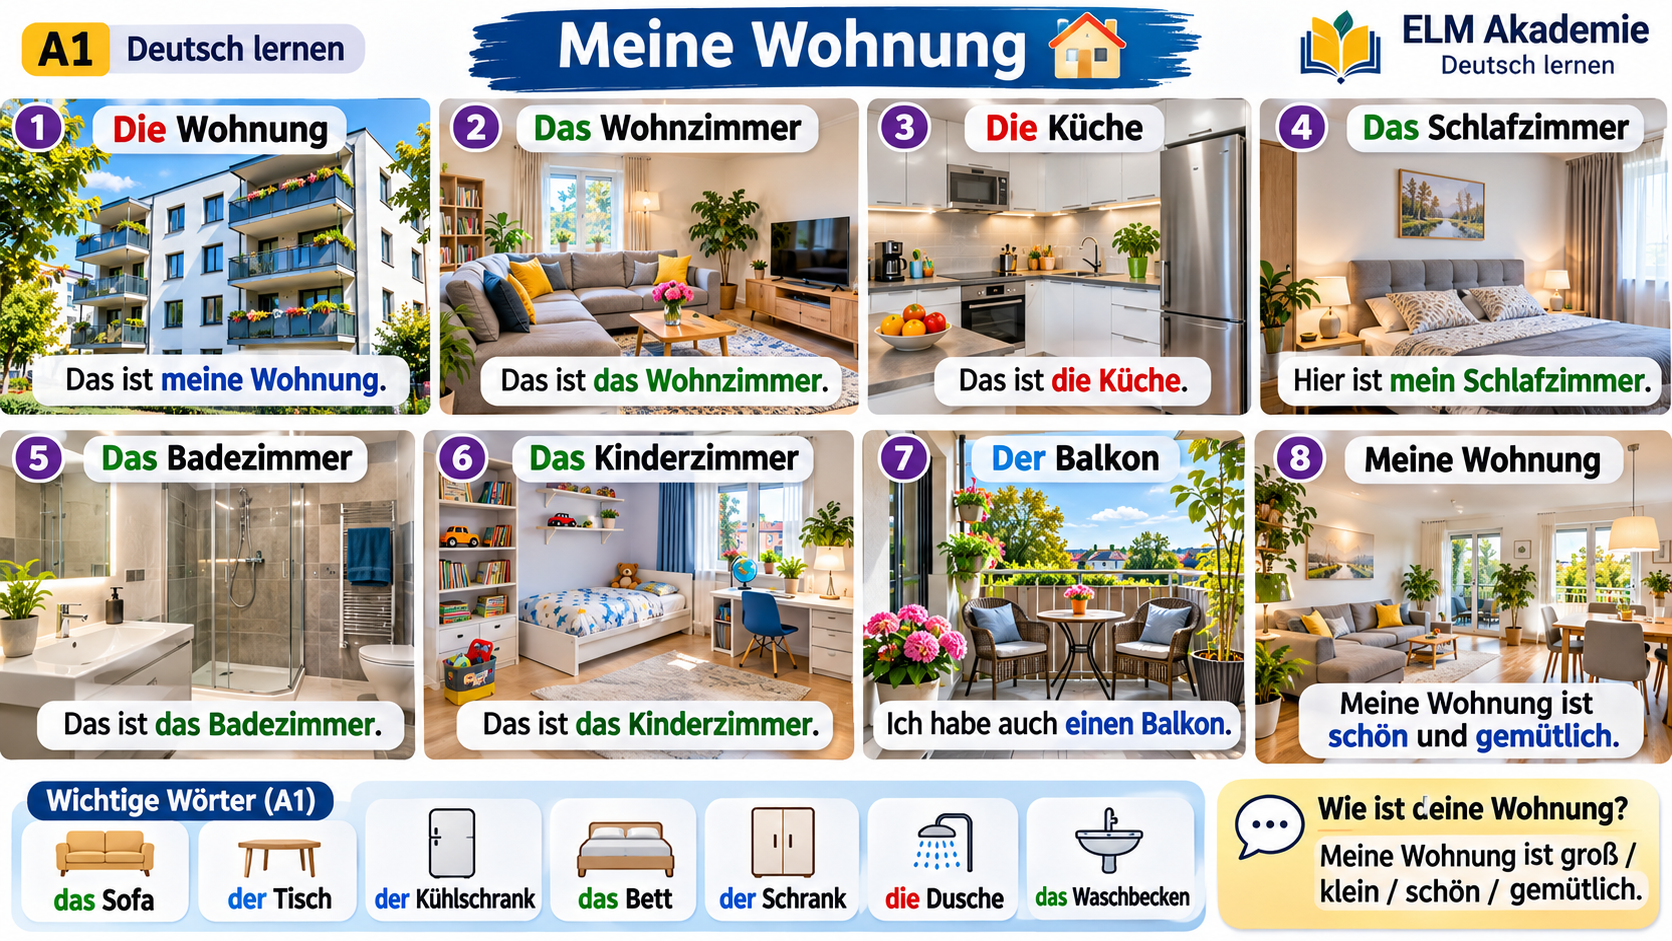 A1 Deutsch lernen
Meine Wohnung
ELM Akademie
Deutsch lernen
1 Die Wohnung
Das ist meine Wohnung.
2 Das Wohnzimmer
Das ist das Wohnzimmer.
3 Die Küche
Das ist die Küche.
4 Das Schlafzimmer
Hier ist mein Schlafzimmer.
5 Das Badezimmer
Das ist das Badezimmer.
6 Das Kinderzimmer
Das ist das Kinderzimmer.
7 Der Balkon
Ich habe auch einen Balkon.
8 Meine Wohnung
Meine Wohnung ist
schön und gemütlich.
Wichtige Wörter (A1)
das Sofa
der Tisch
der Kühlschrank
das Bett
der Schrank
die Dusche
das Waschbecken
Wie ist deine Wohnung?
Meine Wohnung ist groß /
klein / schön / gemütlich.